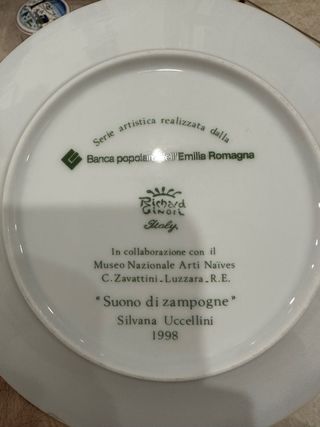 Serie artistica realizzata dalla
Banca popolare dell'Emilia Romagna
Richard
Ginori
Italy.
In collaborazione con il
Museo Nazionale Arti Naïves
C.Zavattini-Luzzara-R.E.
"Suono di zampogne"
Silvana Uccellini
1998